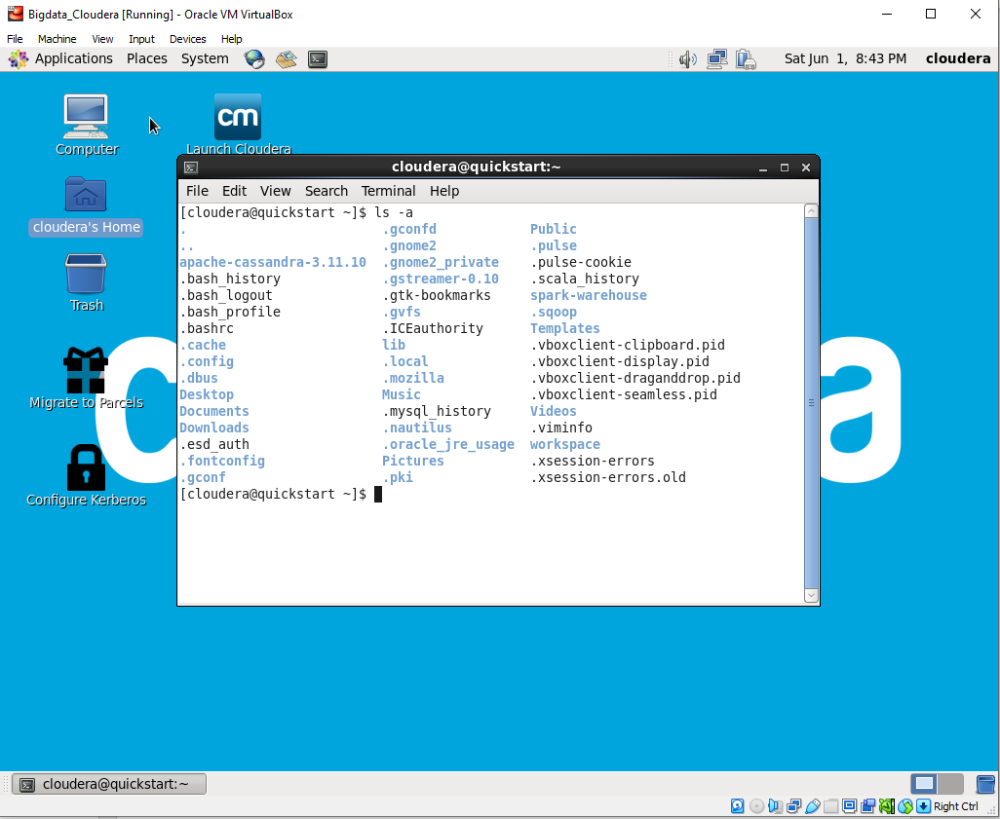 Bigdata_Cloudera [Running] - Oracle VM VirtualBox
File Machine View Input Devices Help
Applications Places System Sat Jun 1, 8:43 PM cloudera
Computer
cm
Launch Cloudera
cloudera's Home
Trash
Migrate to Parcels
Configure Kerberos
cloudera@quickstart:~
File Edit View Search Terminal Help
[cloudera@quickstart ~]$ ls -a
. .gconfd Public
.. .gnome2 .pulse
apache-cassandra-3.11.10 .gnome2_private .pulse-cookie
.bash_history .gstreamer-0.10 .scala_history
.bash_logout .gtk-bookmarks spark-warehouse
.bash_profile .gvfs .sqoop
.bashrc .ICEauthority Templates
.cache lib .vboxclient-clipboard.pid
.config .local .vboxclient-display.pid
.dbus .mozilla .vboxclient-draganddrop.pid
Desktop Music .vboxclient-seamless.pid
Documents .mysql_history Videos
Downloads .nautilus .viminfo
.esd_auth .oracle_jre_usage workspace
.fontconfig Pictures .xsession-errors
.gconf .pki .xsession-errors.old
[cloudera@quickstart ~]$
c a
cloudera@quickstart:~
Right Ctrl